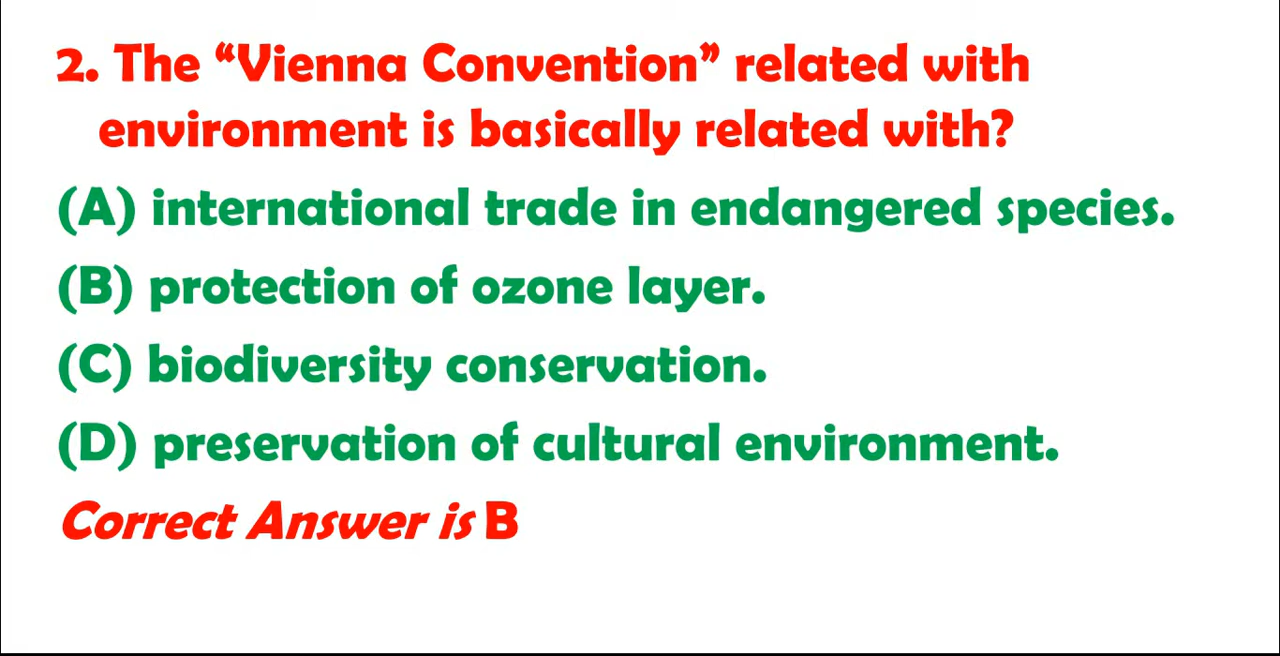 2. The “Vienna Convention” related with
environment is basically related with?
(A) international trade in endangered species.
(B) protection of ozone layer.
(C) biodiversity conservation.
(D) preservation of cultural environment.
Correct Answer is B